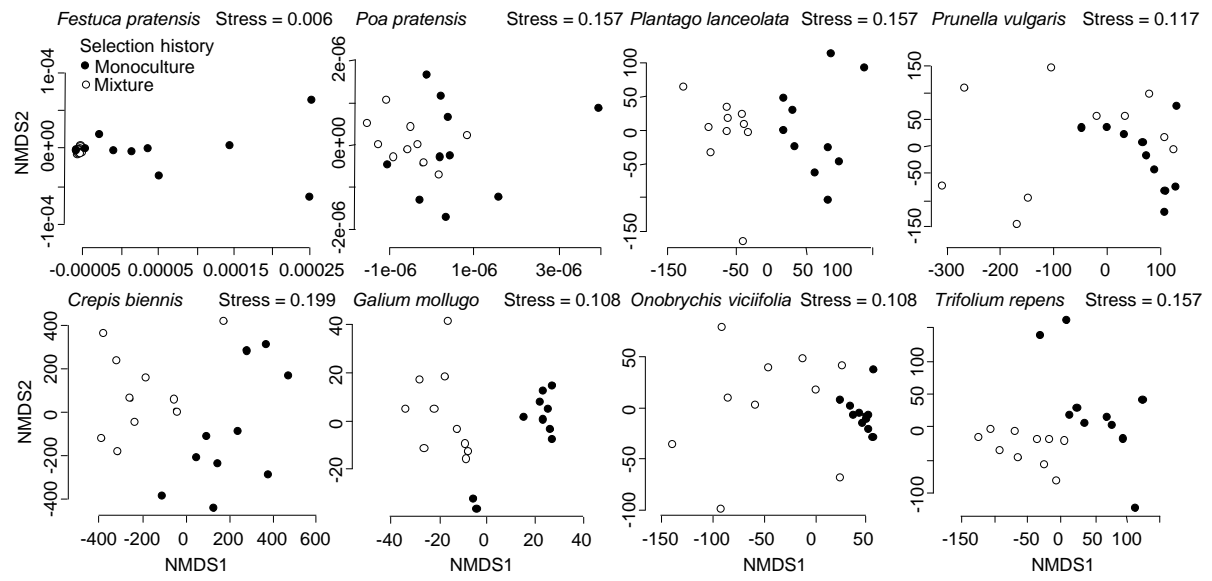 Festuca pratensis Stress = 0.006
Poa pratensis Stress = 0.157
Plantago lanceolata Stress = 0.157
Prunella vulgaris Stress = 0.117
Selection history
Monoculture
Mixture
NMDS2
1e-04
0e+00
-1e-04
-0.00005 0.00005 0.00015 0.00025
2e-06
0e+00
-2e-06
-1e-06 1e-06 3e-06
100
50
0
-50
-150
-150 -50 0 50 150
150
50
0
-50
-150
-300 -200 -100 0 100
Crepis biennis Stress = 0.199
Galium mollugo Stress = 0.108
Onobrychis viciifolia Stress = 0.108
Trifolium repens Stress = 0.157
NMDS2
400
200
0
-200
-400
-400 -200 0 200 400 600
NMDS1
40
20
0
-20
-40 -20 0 20 40
NMDS1
50
0
-50
-100
-150 -100 -50 0 50
NMDS1
100
50
0
-100
-150 -50 0 50 100
NMDS1